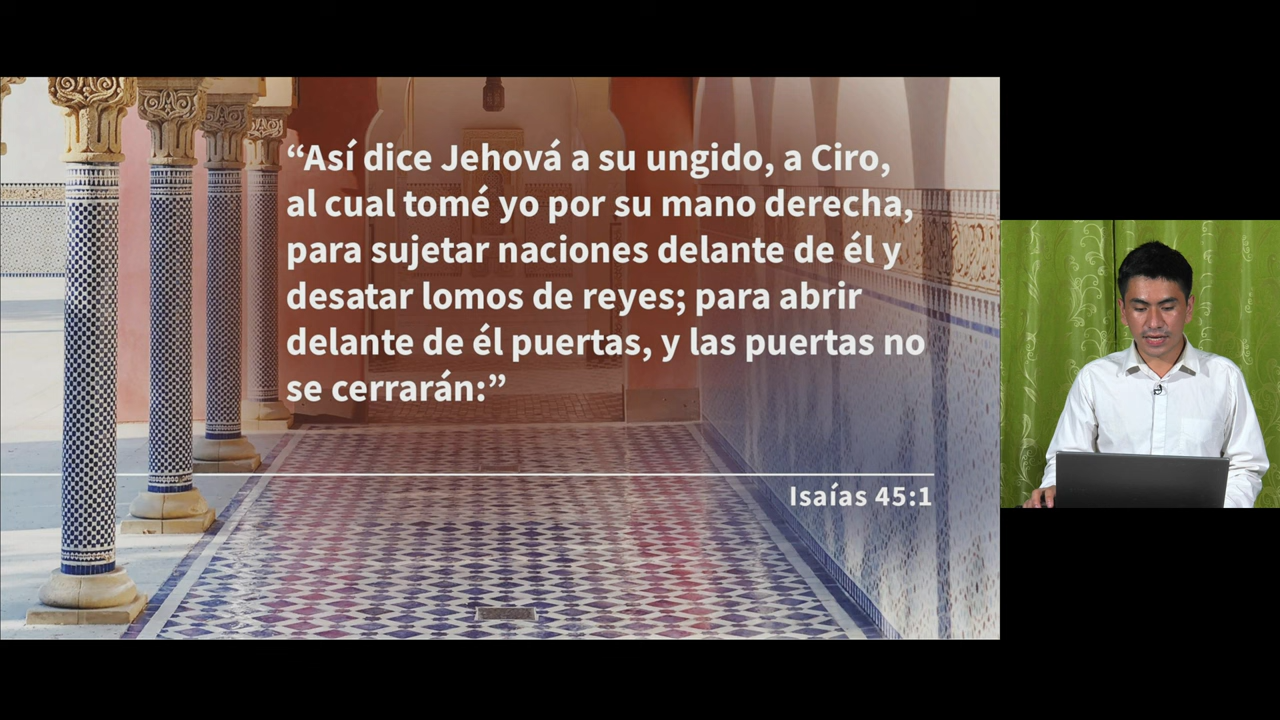 “Así dice Jehová a su ungido, a Ciro,
al cual tomé yo por su mano derecha,
para sujetar naciones delante de él y
desatar lomos de reyes; para abrir
delante de él puertas, y las puertas no
se cerrarán:”
Isaías 45:1